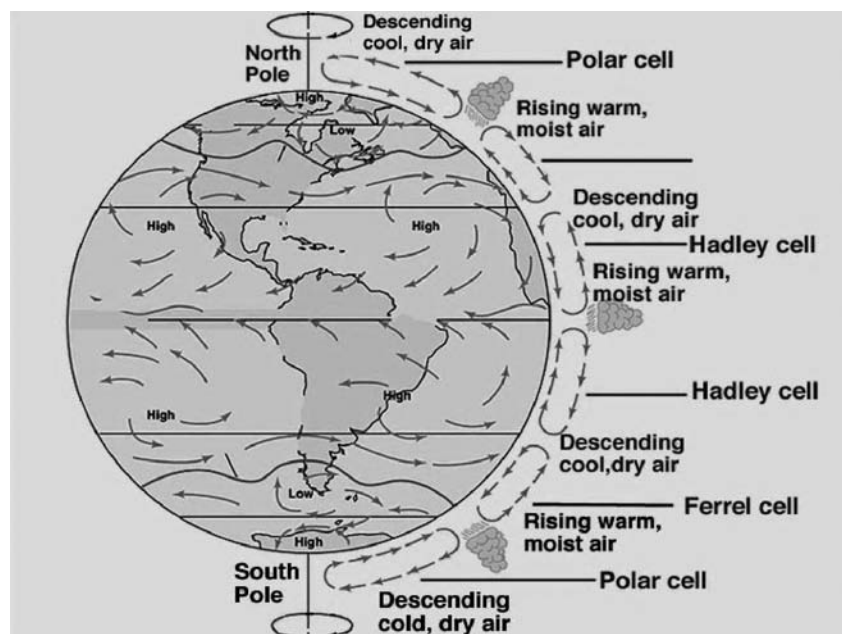 Descending
cool, dry air
North
Pole
Polar cell
High
Rising warm,
moist air
Low
Descending
cool, dry air
High
High
Hadley cell
Rising warm,
moist air
Hadley cell
High
High
Descending
cool,dry air
Low
Ferrel cell
Rising warm,
moist air
High
South
Pole
Polar cell
Descending
cold, dry air